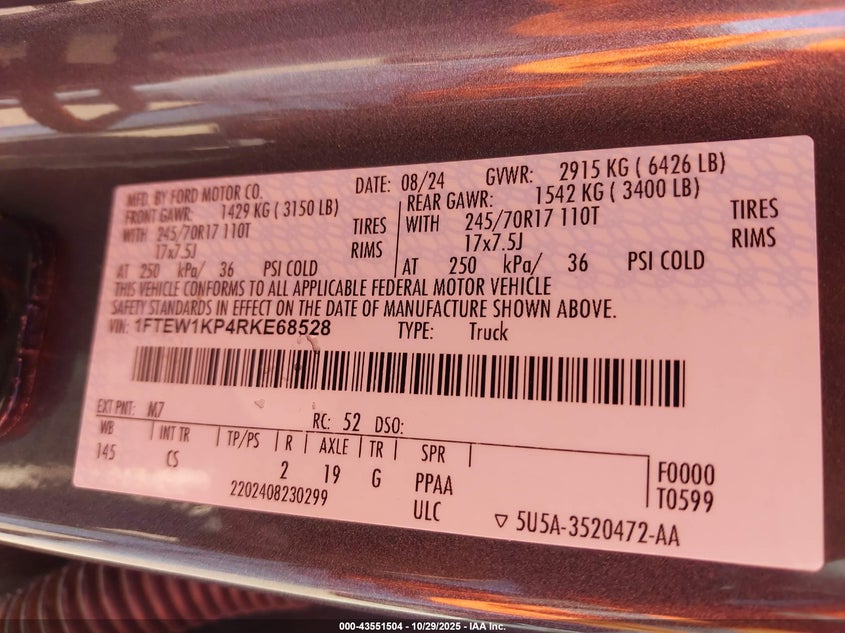 MFD. BY FORD MOTOR CO. DATE: 08/24 GVWR: 2915 KG ( 6426 LB)
FRONT GAWR: 1429 KG ( 3150 LB) REAR GAWR: 1542 KG ( 3400 LB)
WITH 245/70R17 110T TIRES WITH 245/70R17 110T TIRES
17x7.5J RIMS 17x7.5J RIMS
AT 250 kPa/ 36 PSI COLD AT 250 kPa/ 36 PSI COLD
THIS VEHICLE CONFORMS TO ALL APPLICABLE FEDERAL MOTOR VEHICLE
SAFETY STANDARDS IN EFFECT ON THE DATE OF MANUFACTURE SHOWN ABOVE.
VIN: 1FTEW1KP4RKE68528 TYPE: Truck
EXT PNT: M7 RC: 52 DSO:
WB INT TR TP/PS R AXLE TR SPR
145 CS 2 19 G PPAA F0000
2202408230299 ULC T0599
▽ 5U5A-3520472-AA
000-43551504 | 10/29/2025 - IAA Inc.